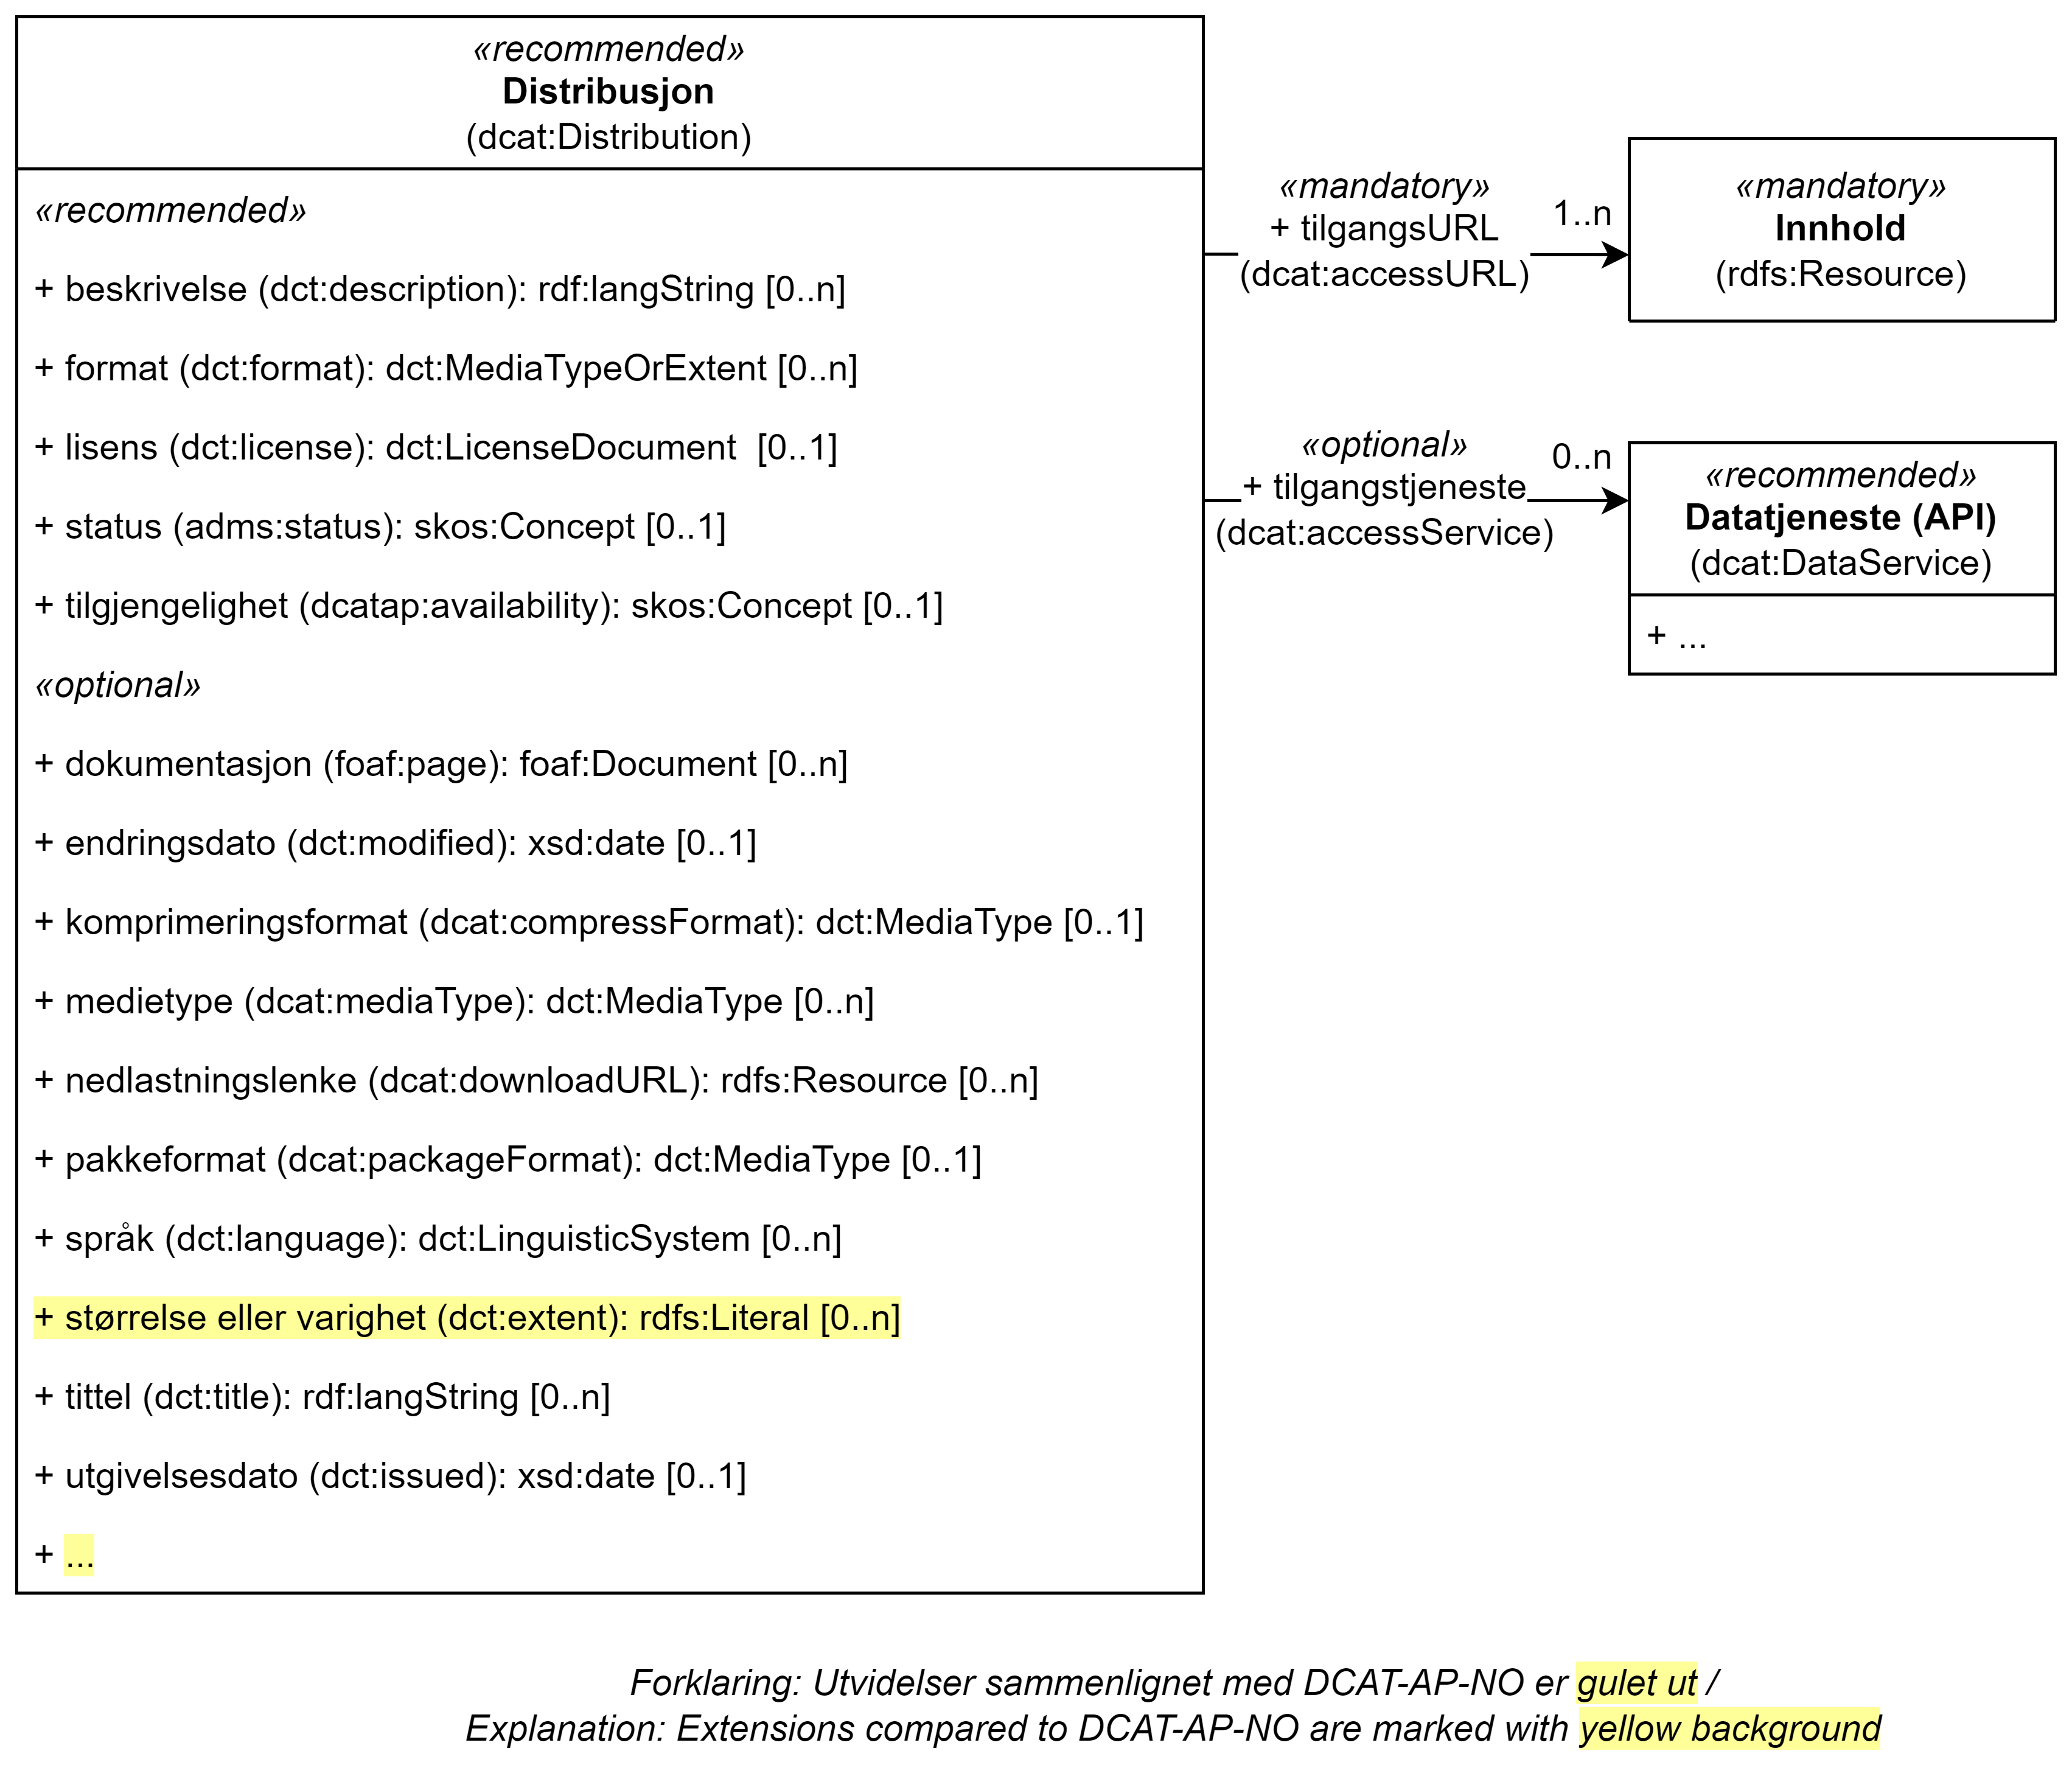 «recommended»
Distribusjon
(dcat:Distribution)
«recommended»
+ beskrivelse (dct:description): rdf:langString [0..n]
+ format (dct:format): dct:MediaTypeOrExtent [0..n]
+ lisens (dct:license): dct:LicenseDocument  [0..1]
+ status (adms:status): skos:Concept [0..1]
+ tilgjengelighet (dcatap:availability): skos:Concept [0..1]
«optional»
+ dokumentasjon (foaf:page): foaf:Document [0..n]
+ endringsdato (dct:modified): xsd:date [0..1]
+ komprimeringsformat (dcat:compressFormat): dct:MediaType [0..1]
+ medietype (dcat:mediaType): dct:MediaType [0..n]
+ nedlastningslenke (dcat:downloadURL): rdfs:Resource [0..n]
+ pakkeformat (dcat:packageFormat): dct:MediaType [0..1]
+ språk (dct:language): dct:LinguisticSystem [0..n]
+ størrelse eller varighet (dct:extent): rdfs:Literal [0..n]
+ tittel (dct:title): rdf:langString [0..n]
+ utgivelsesdato (dct:issued): xsd:date [0..1]
+ ...
«mandatory»
+ tilgangsURL
(dcat:accessURL)
1..n
«mandatory»
Innhold
(rdfs:Resource)
«optional»
+ tilgangstjeneste
(dcat:accessService)
0..n
«recommended»
Datatjeneste (API)
(dcat:DataService)
+ ...
Forklaring: Utvidelser sammenlignet med DCAT-AP-NO er gulet ut /
Explanation: Extensions compared to DCAT-AP-NO are marked with yellow background